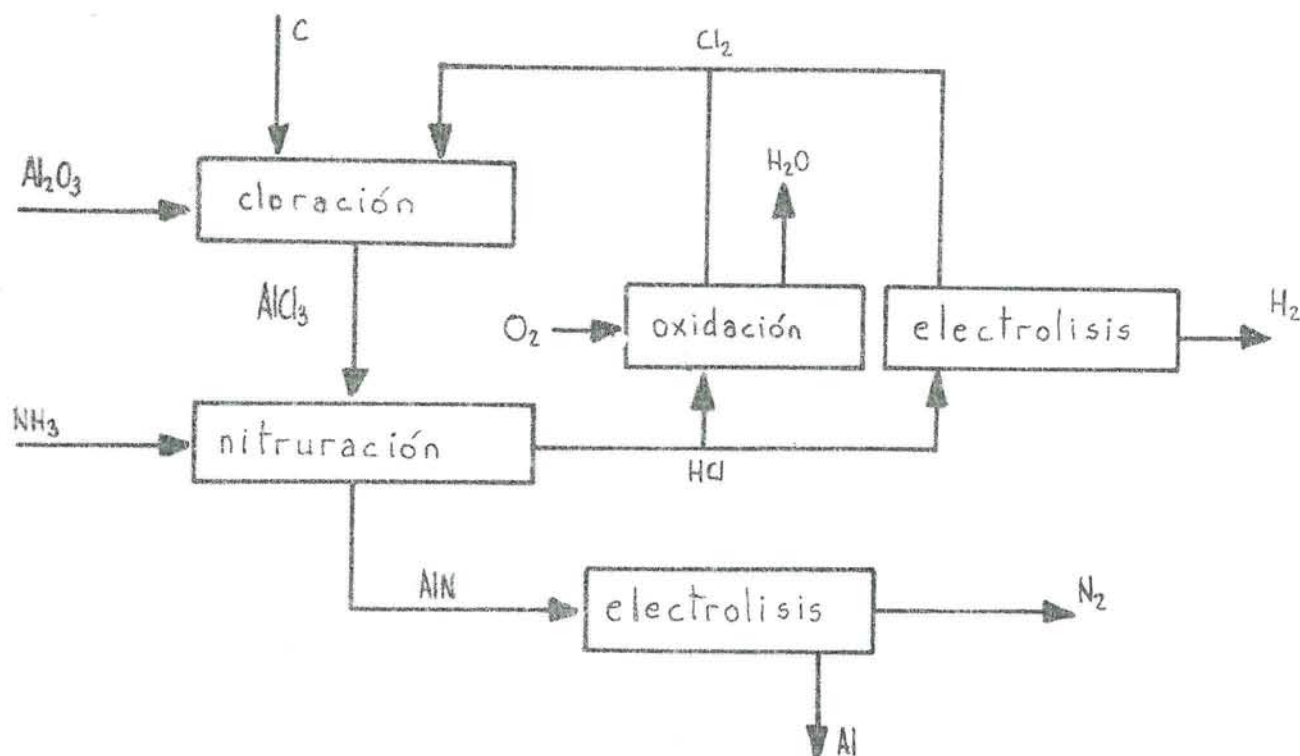 C
Cl₂
Al₂O₃
cloración
H₂O
AlCl₃
O₂
oxidación
electrolisis
H₂
NH₃
nitruración
HCl
AlN
electrolisis
N₂
Al